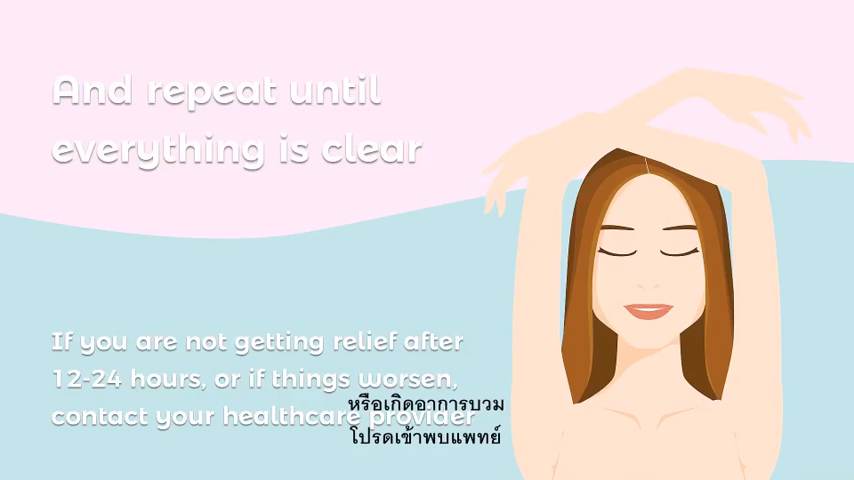 And repeat until
everything is clear
If you are not getting relief after
12-24 hours, or if things worsen,
contact your healthcare provider
หรือเกิดอาการบวม
โปรดเข้าพบแพทย์